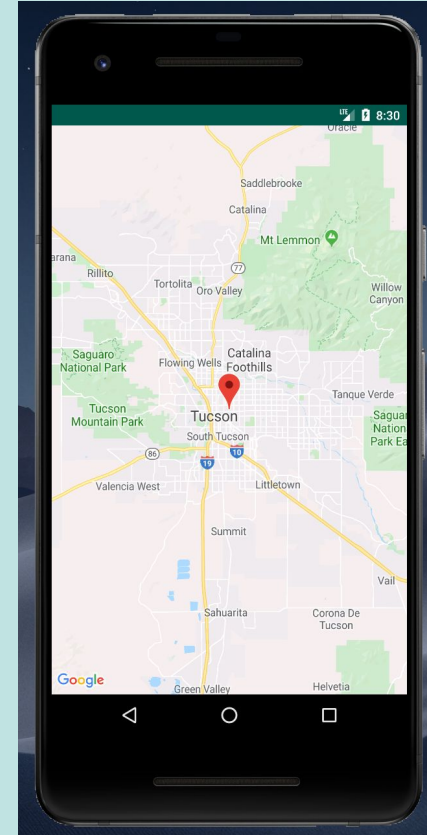 LTE 8:30
Oracle
Saddlebrooke
Catalina
Mt Lemmon
77
arana
Rillito
Tortolita
Oro Valley
Willow
Canyon
Saguaro
National Park
Flowing Wells
Catalina
Foothills
Tanque Verde
Tucson
Mountain Park
Tucson
Saguar
Nation
Park Ea
South Tucson
86
10
19
Valencia West
Littletown
Summit
Vail
Sahuarita
Corona De
Tucson
Google
Green Valley
Helvetia